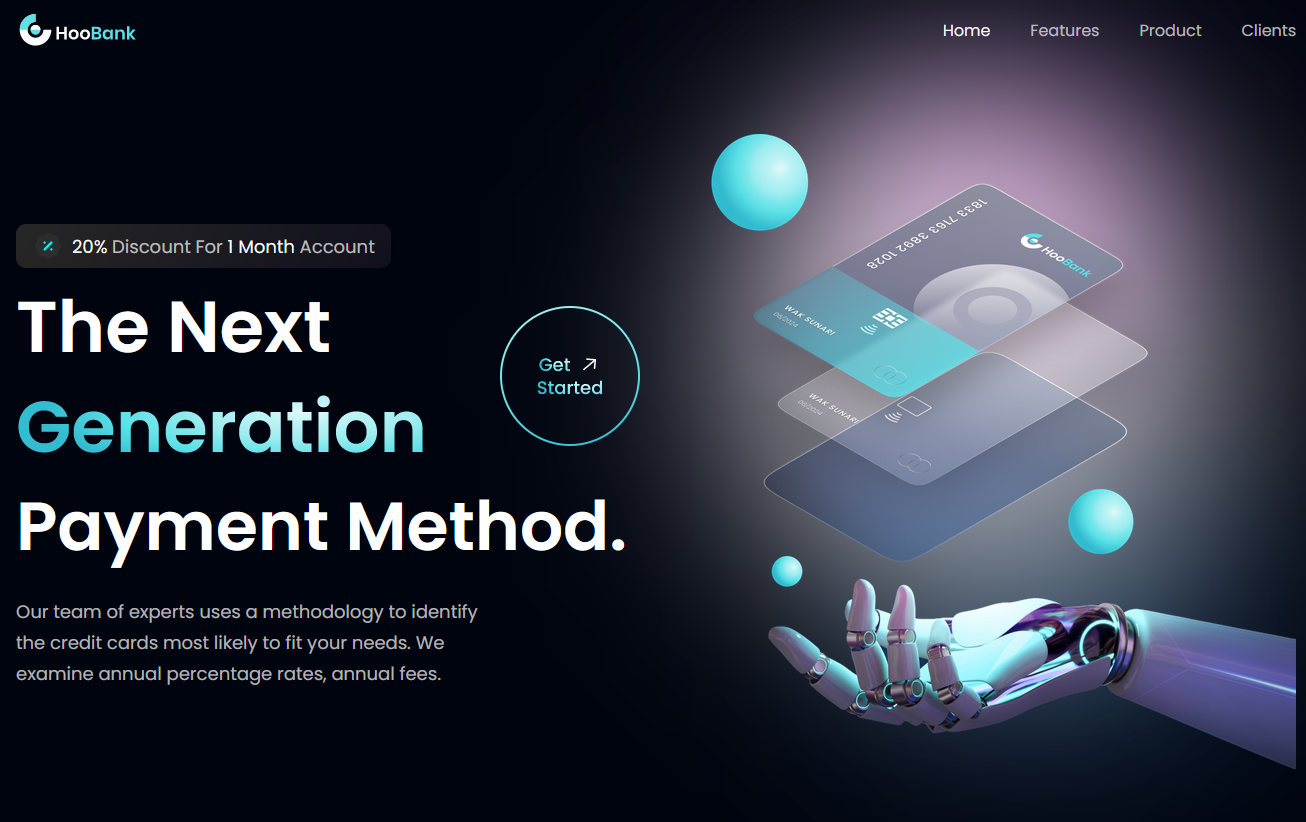 HooBank
Home Features Product Clients
20% Discount For 1 Month Account
The Next
Generation
Payment Method.
Get
Started
Our team of experts uses a methodology to identify
the credit cards most likely to fit your needs. We
examine annual percentage rates, annual fees.
1833 7163 3892 1028
HooBank
WAK SUNARI
06/2024
WAK SUNARI
06/2024